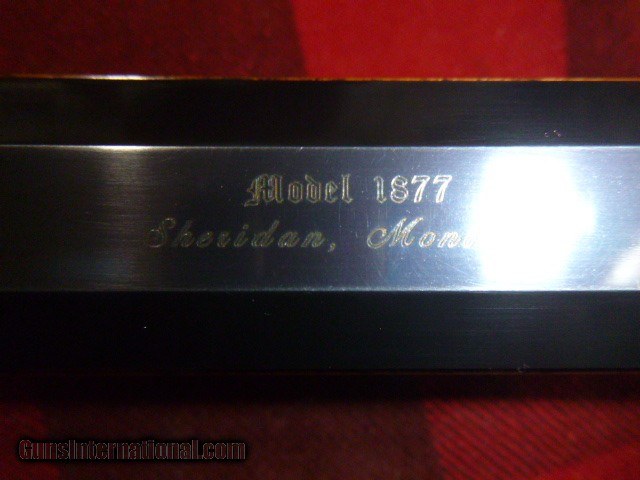 Model 1877
Sheridan,
GunsInternational.com